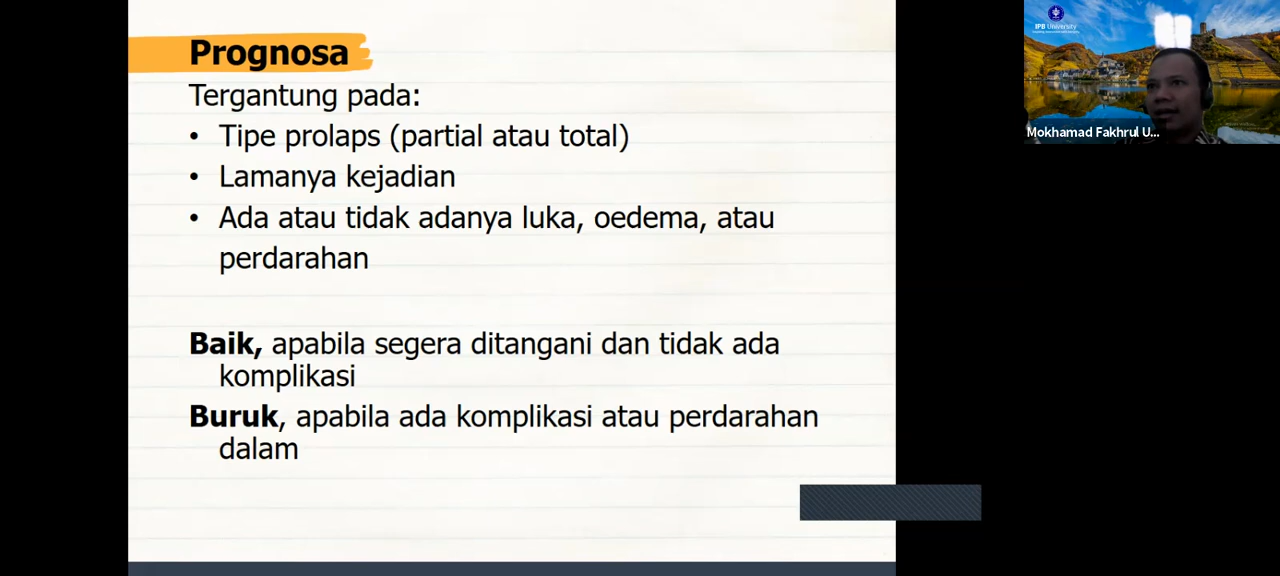 Prognosa
Tergantung pada:
• Tipe prolaps (partial atau total)
• Lamanya kejadian
• Ada atau tidak adanya luka, oedema, atau
perdarahan
Baik, apabila segera ditangani dan tidak ada
komplikasi
Buruk, apabila ada komplikasi atau perdarahan
dalam
IPB University
Mokhamad Fakhrul U...